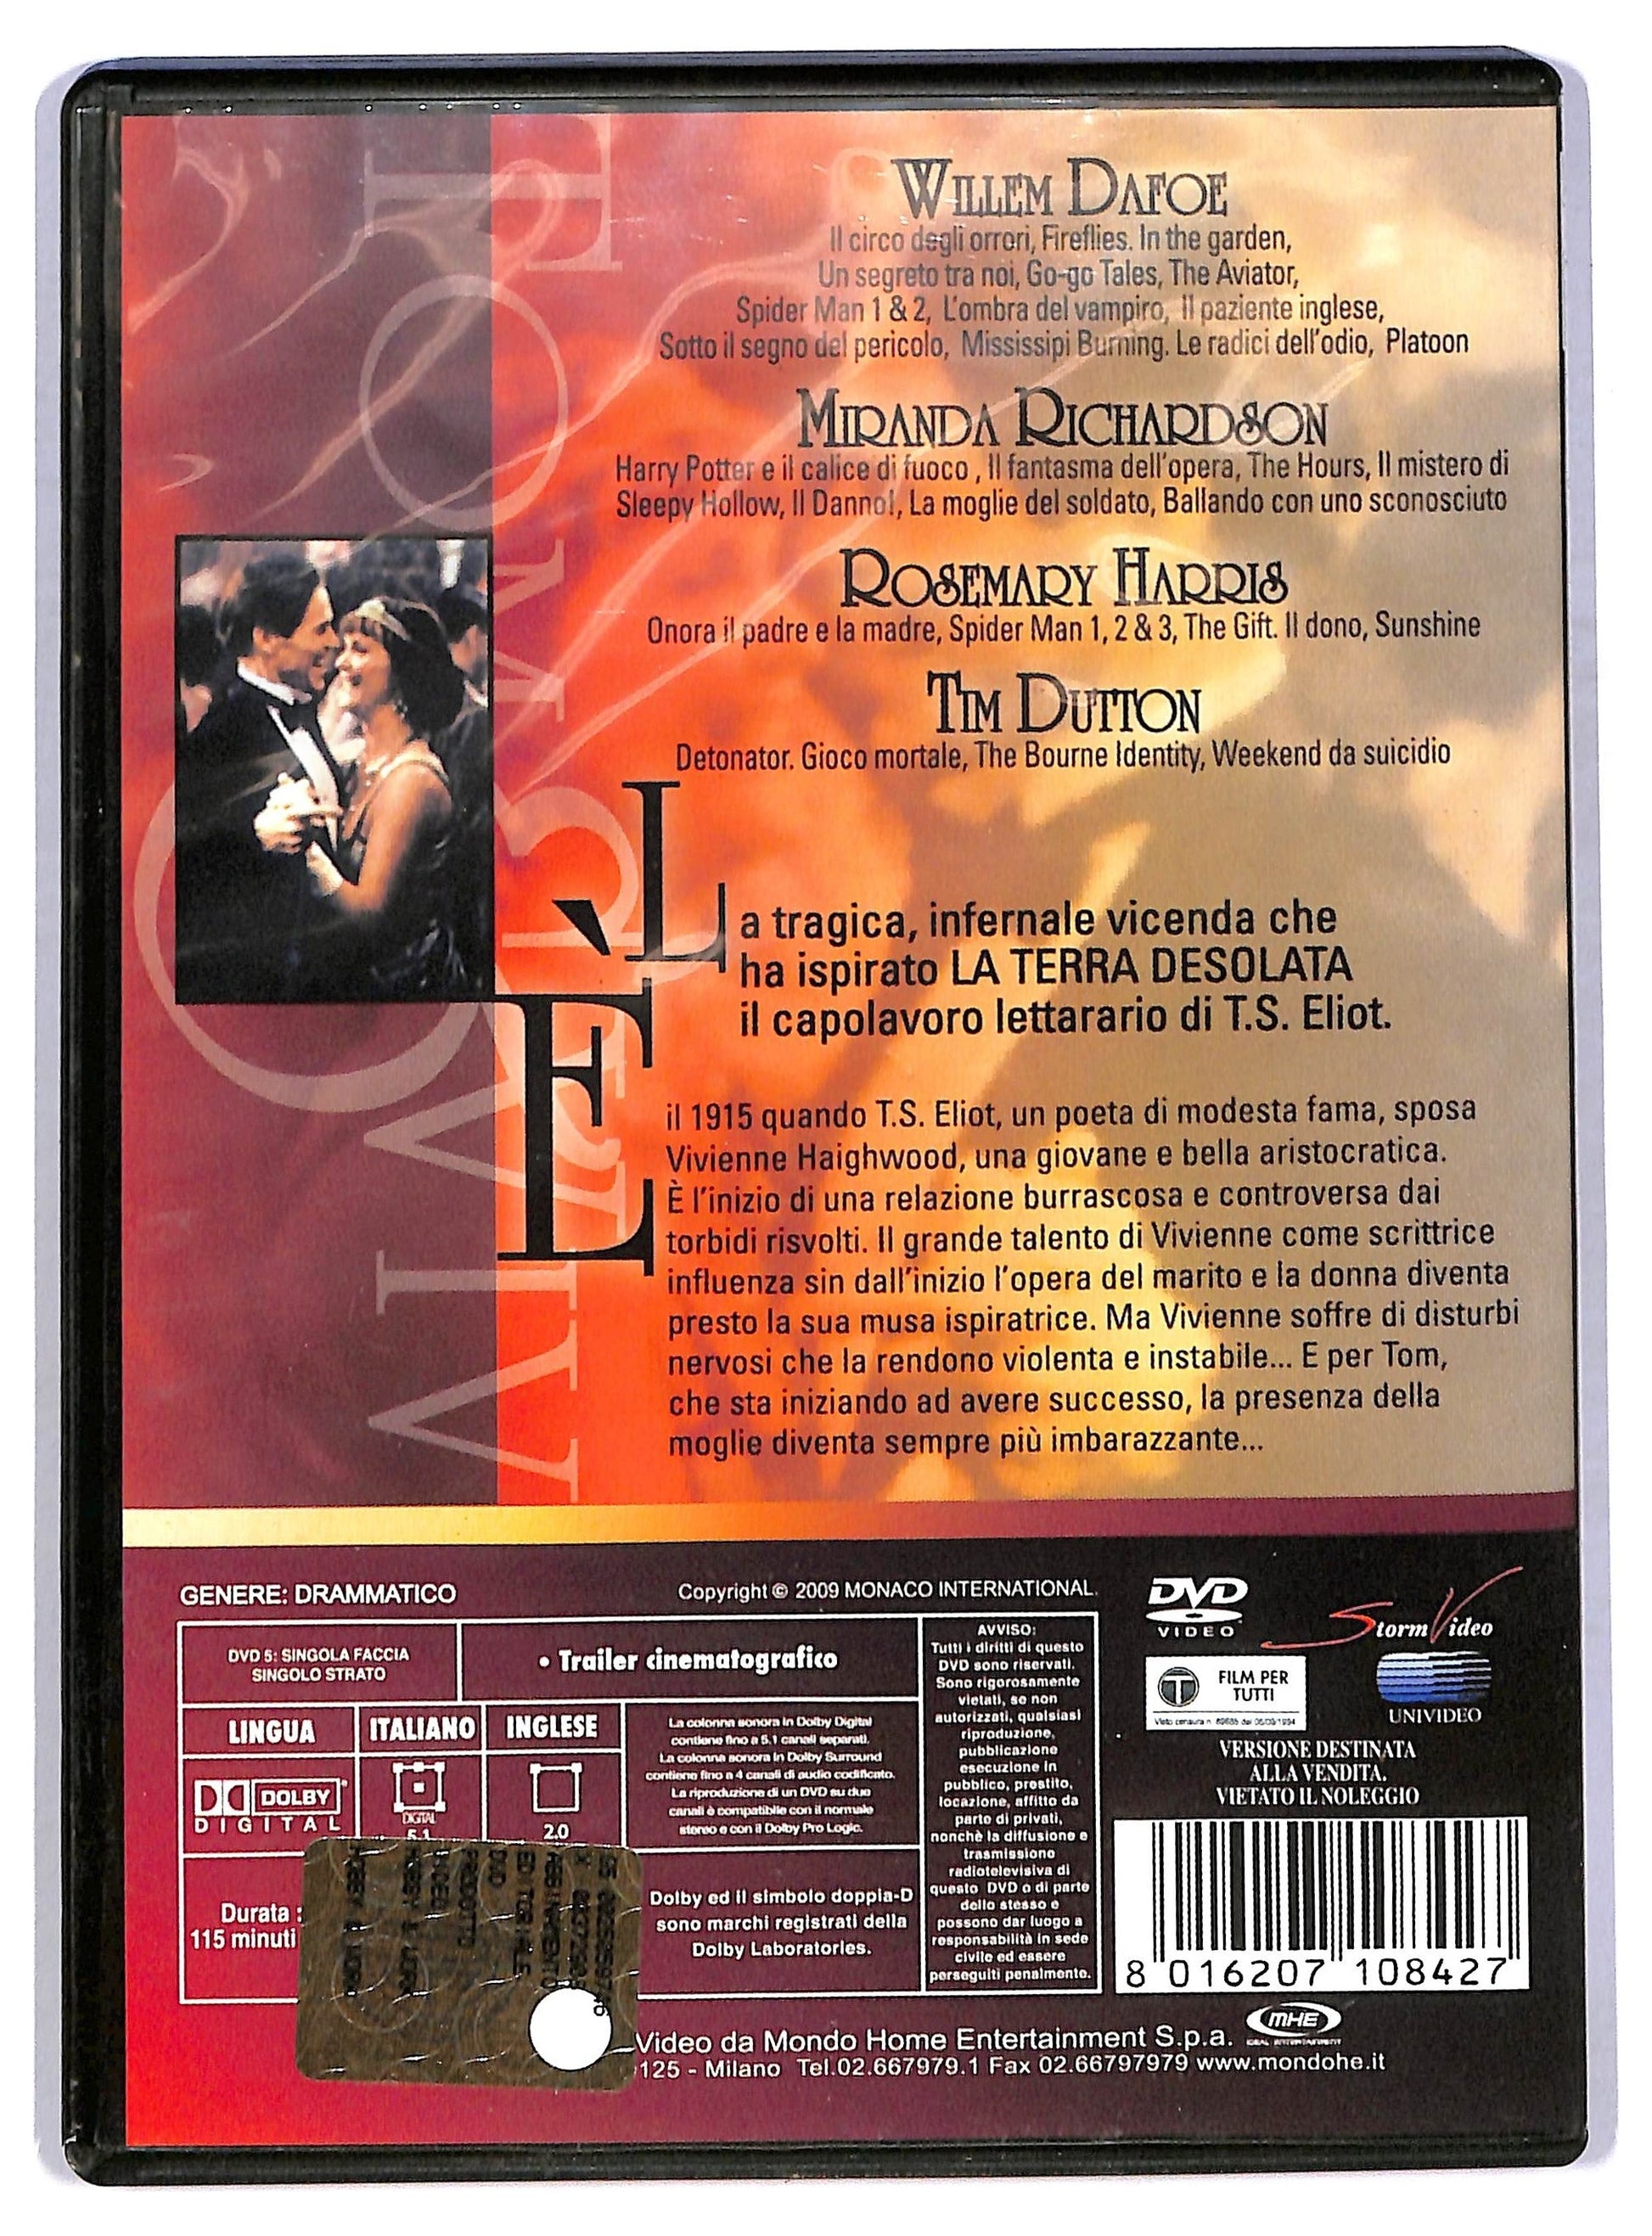 WILLEM DAFOE
Il circo degli orrori, Fireflies. In the garden,
Un segreto tra noi, Go-go Tales, The Aviator,
Spider Man 1 & 2, L'ombra del vampiro, Il paziente inglese,
Sotto il segno del pericolo, Mississipi Burning. Le radici dell'odio, Platoon
MIRANDA RICHARDSON
Harry Potter e il calice di fuoco , Il fantasma dell'opera, The Hours, Il mistero di
Sleepy Hollow, Il Danno!, La moglie del soldato, Ballando con uno sconosciuto
ROSEMARY HARRIS
Onora il padre e la madre, Spider Man 1, 2 & 3, The Gift. Il dono, Sunshine
TIM DUTTON
Detonator. Gioco mortale, The Bourne Identity, Weekend da suicidio
La tragica, infernale vicenda che
ha ispirato LA TERRA DESOLATA
il capolavoro lettarario di T.S. Eliot.
È il 1915 quando T.S. Eliot, un poeta di modesta fama, sposa
Vivienne Haighwood, una giovane e bella aristocratica.
È l'inizio di una relazione burrascosa e controversa dai
torbidi risvolti. Il grande talento di Vivienne come scrittrice
influenza sin dall'inizio l'opera del marito e la donna diventa
presto la sua musa ispiratrice. Ma Vivienne soffre di disturbi
nervosi che la rendono violenta e instabile... E per Tom,
che sta iniziando ad avere successo, la presenza della
moglie diventa sempre più imbarazzante...
GENERE: DRAMMATICO
Copyright © 2009 MONACO INTERNATIONAL.
DVD 5: SINGOLA FACCIA
SINGOLO STRATO
• Trailer cinematografico
LINGUA
ITALIANO
INGLESE
DOLBY
DIGITAL
DIGITAL
5.1
2.0
La colonna sonora in Dolby Digital
contiene fino a 5.1 canali separati.
La colonna sonora in Dolby Surround
contiene fino a 4 canali di audio codificato.
La riproduzione di un DVD su due
canali è compatibile con il normale
stereo e con il Dolby Pro Logic.
Durata :
115 minuti
Dolby ed il simbolo doppia-D
sono marchi registrati della
Dolby Laboratories.
AVVISO:
Tutti i diritti di questo
DVD sono riservati.
Sono rigorosamente
vietati, se non
autorizzati, qualsiasi
riproduzione,
pubblicazione
esecuzione in
pubblico, prestito,
locazione, affitto da
parte di privati,
nonchè la diffusione e
trasmissione
radiotelevisiva di
questo DVD o di parte
dello stesso e
possono dar luogo a
responsabilità in sede
civile ed essere
perseguiti penalmente.
DVD
VIDEO
Storm Video
T
FILM PER
TUTTI
UNIVIDEO
VERSIONE DESTINATA
ALLA VENDITA.
VIETATO IL NOLEGGIO
8 016207 108427
ABBINAMENTO
EDITORIALE
DVD
PRODOTTO
Video da Mondo Home Entertainment S.p.a.
MHE
125 - Milano Tel.02.667979.1 Fax 02.66797979 www.mondohe.it